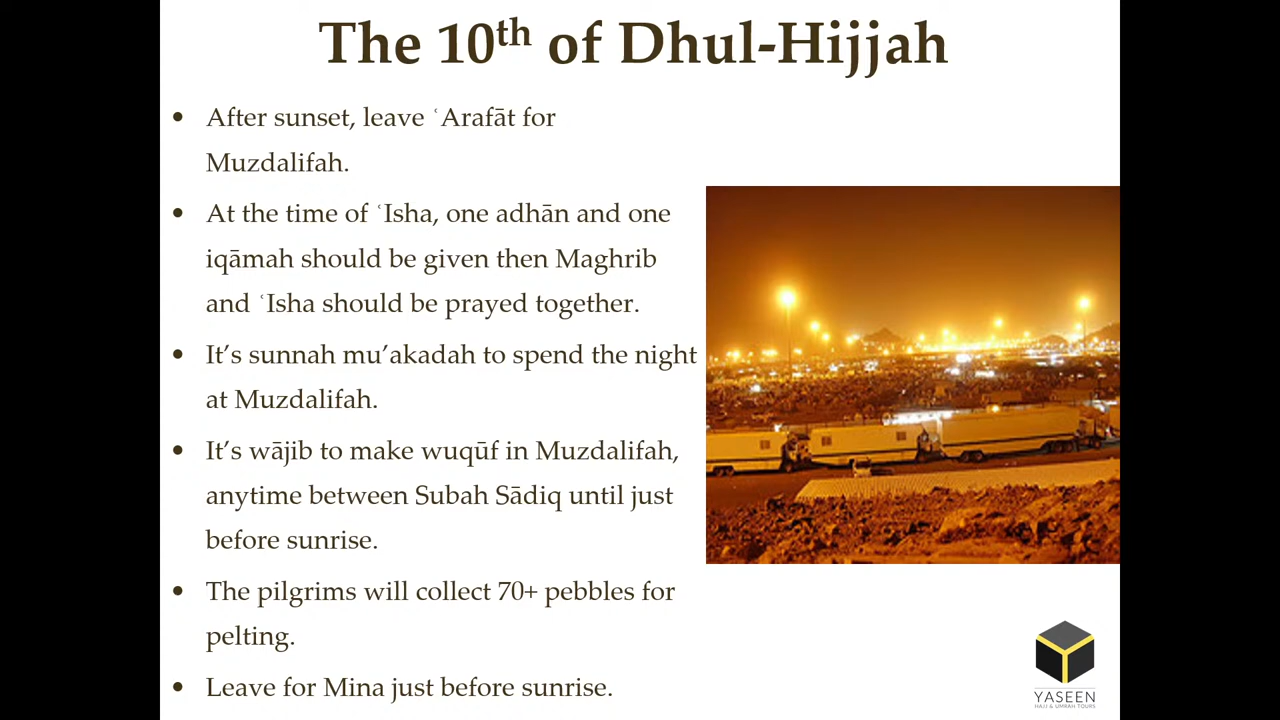 The 10th of Dhul-Hijjah
• After sunset, leave ʿArafāt for
Muzdalifah.
• At the time of ʿIsha, one adhān and one
iqāmah should be given then Maghrib
and ʿIsha should be prayed together.
• It’s sunnah mu’akadah to spend the night
at Muzdalifah.
• It’s wājib to make wuqūf in Muzdalifah,
anytime between Subah Sādiq until just
before sunrise.
• The pilgrims will collect 70+ pebbles for
pelting.
• Leave for Mina just before sunrise.
YASEEN
HAJJ & UMRAH TOURS